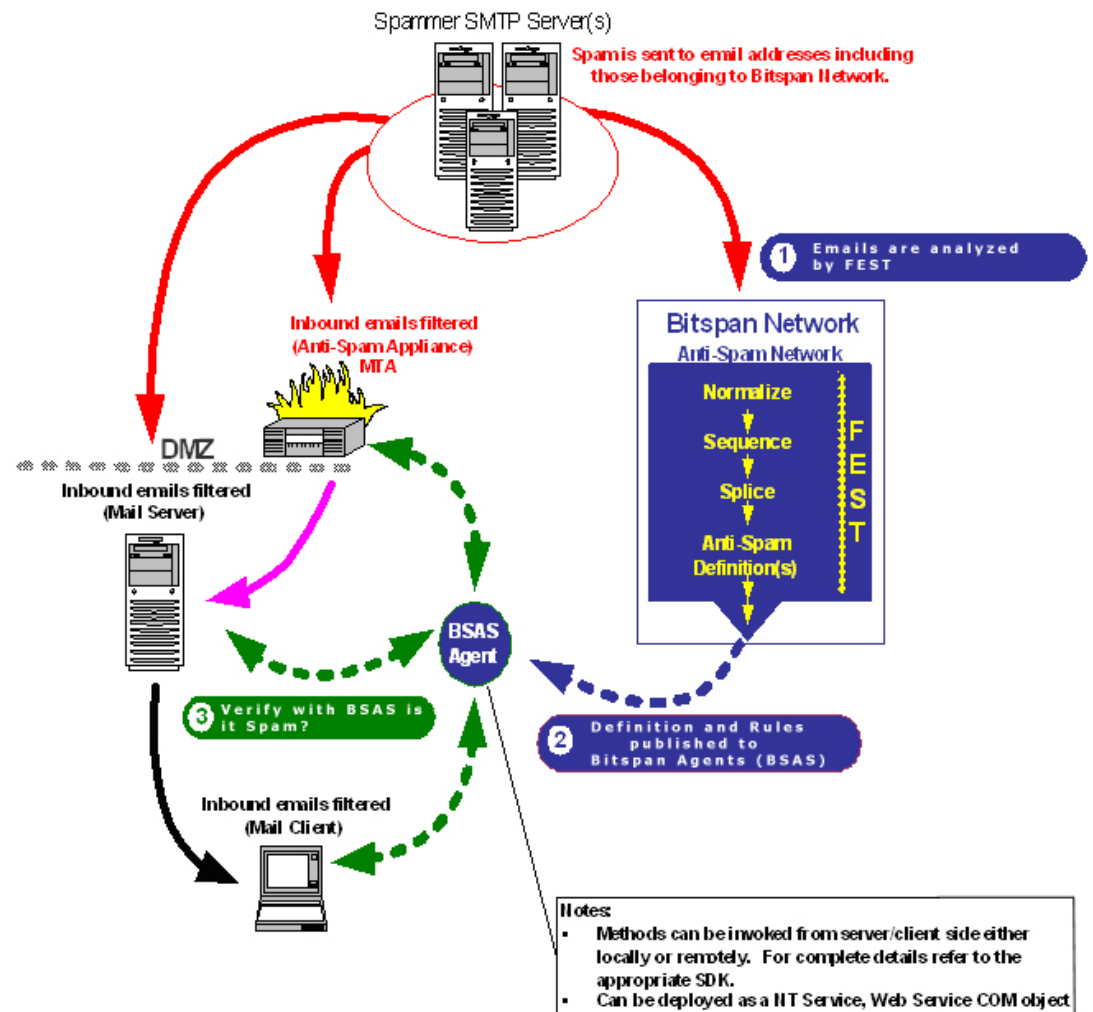 Spammer SMTP Server(s)
Spam is sent to email addresses including
those belonging to Bitspan Network.
1 Emails are analyzed
by FEST
Inbound emails filtered
(Anti-Spam Appliance)
MTA
Bitspan Network
Anti-Spam Network
Normalize
Sequence
Splice
Anti-Spam
Definition(s)
FEST
DMZ
Inbound emails filtered
(Mail Server)
BSAS
Agent
3 Verify with BSAS is
it Spam?
2 Definition and Rules
published to
Bitspan Agents (BSAS)
Inbound emails filtered
(Mail Client)
Notes:
▪ Methods can be invoked from server/client side either
locally or remotely. For complete details refer to the
appropriate SDK.
▪ Can be deployed as a NT Service, Web Service COM object